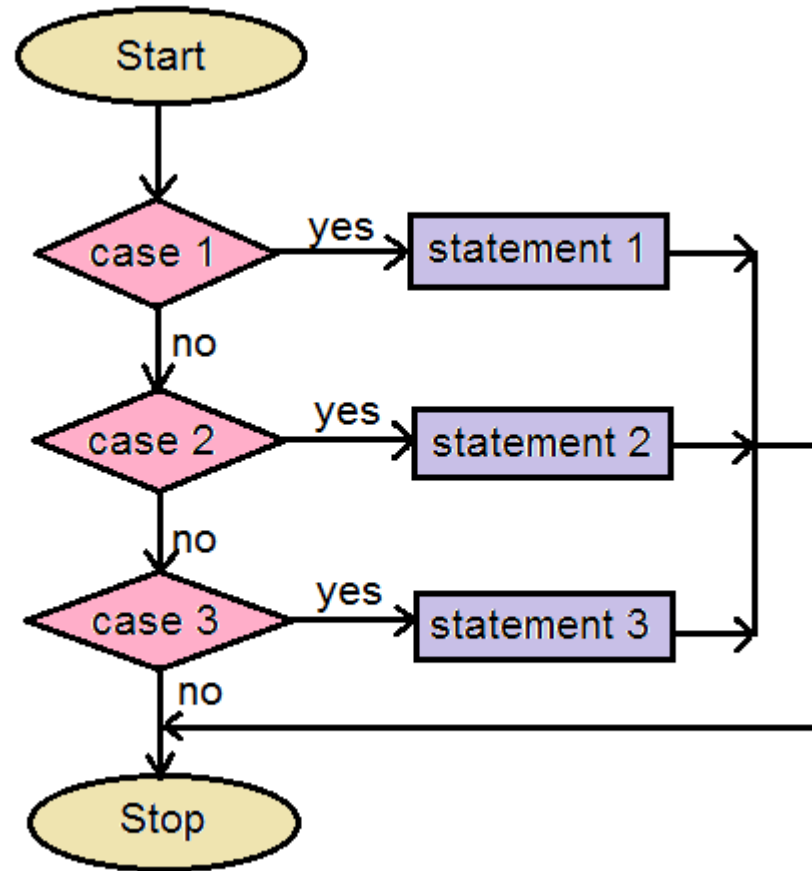 Start
case 1
yes
statement 1
no
case 2
yes
statement 2
no
case 3
yes
statement 3
no
Stop